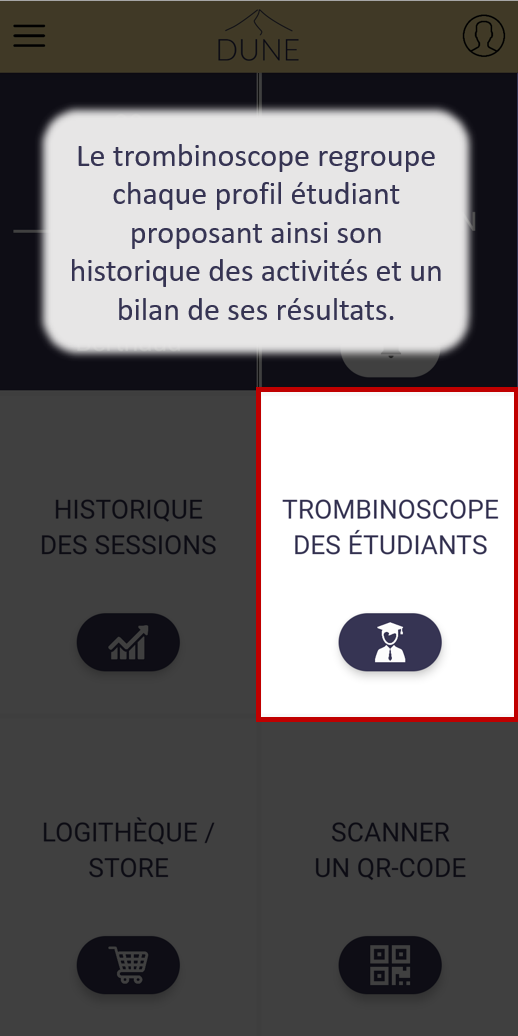 DUNE
Le trombinoscope regroupe
chaque profil étudiant
proposant ainsi son
historique des activités et un
bilan de ses résultats.
HISTORIQUE
DES SESSIONS
TROMBINOSCOPE
DES ÉTUDIANTS
LOGITHÈQUE /
STORE
SCANNER
UN QR-CODE